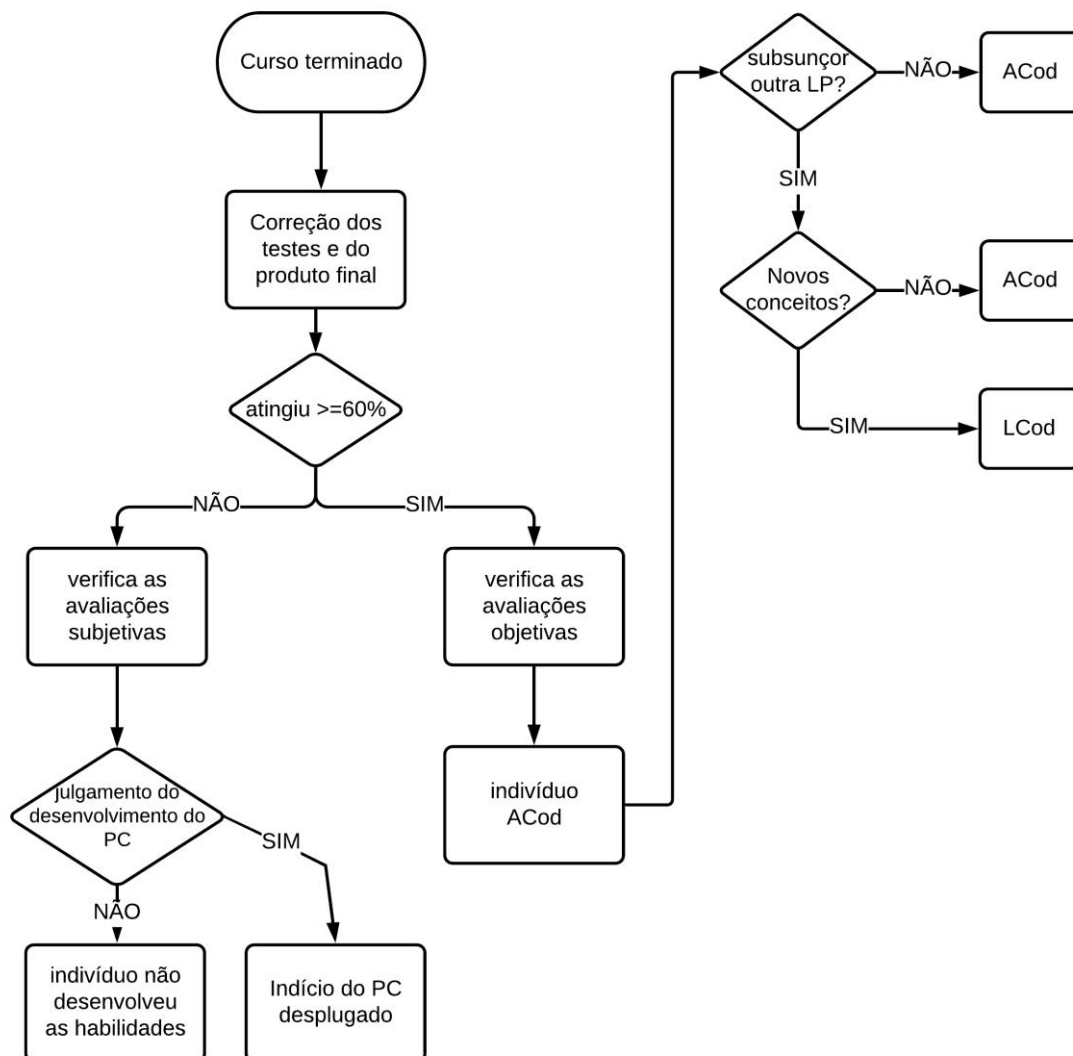 Curso terminado
Correção dos
testes e do
produto final
atingiu >=60%
NÃO
SIM
verifica as
avaliações
subjetivas
verifica as
avaliações
objetivas
julgamento do
desenvolvimento do
PC
SIM
NÃO
indivíduo não
desenvolveu
as habilidades
Indício do PC
desplugado
indivíduo
ACod
subsunçor
outra LP?
NÃO
ACod
SIM
Novos
conceitos?
NÃO
ACod
SIM
LCod